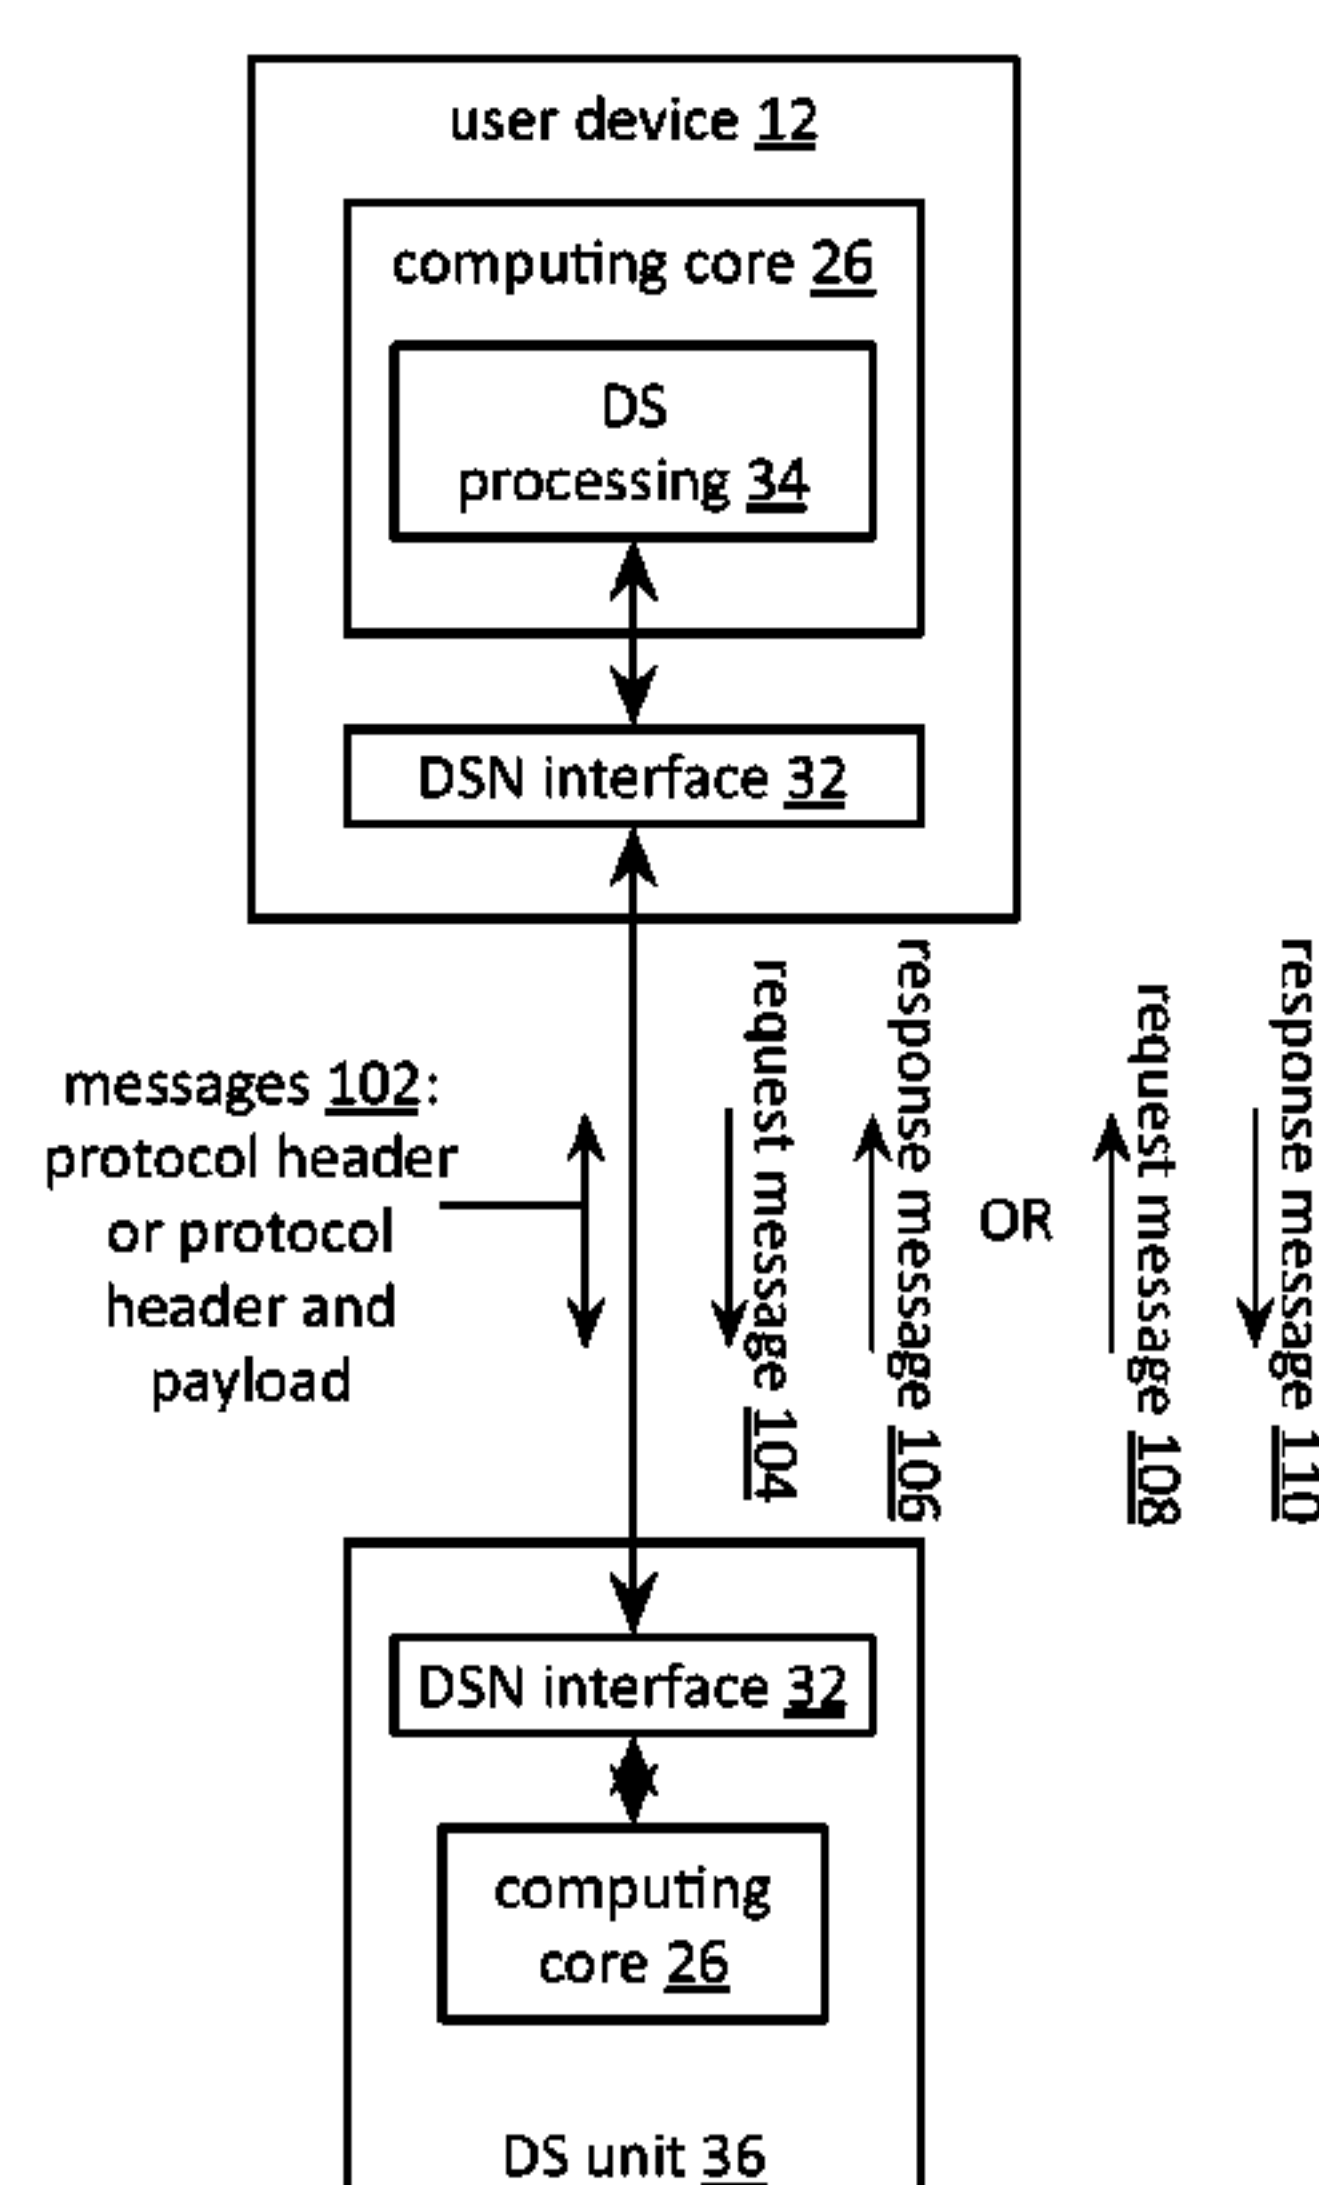 user device 12
computing core 26
DS
processing 34
DSN interface 32
messages 102:
protocol header
or protocol
header and
payload
request message 104
response message 106
OR
request message 108
response message 110
DSN interface 32
computing
core 26
DS unit 36